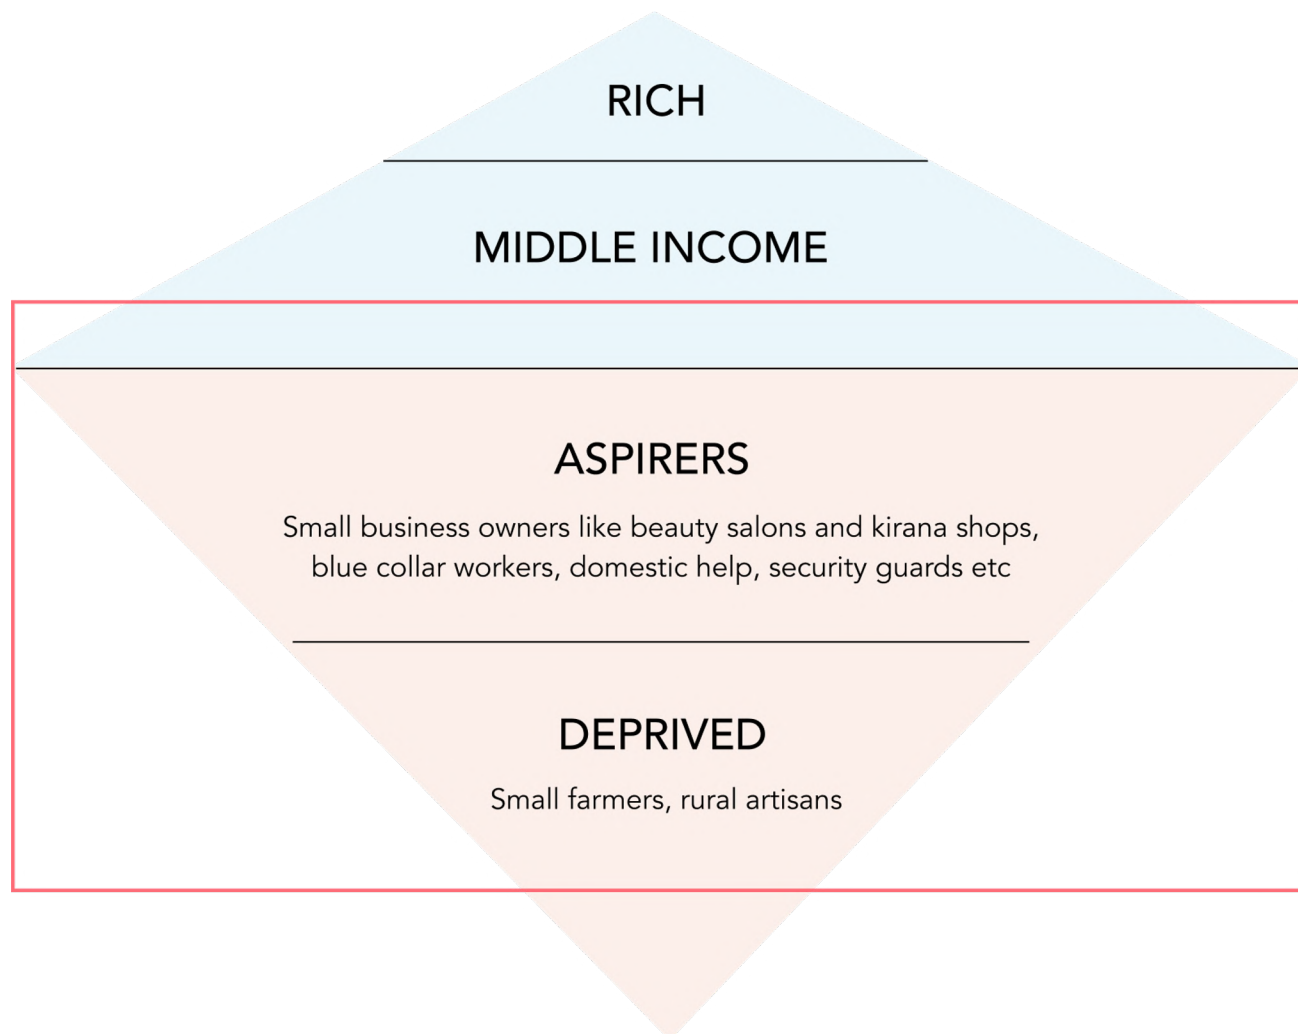 RICH
MIDDLE INCOME
ASPIRERS
Small business owners like beauty salons and kirana shops,
blue collar workers, domestic help, security guards etc
DEPRIVED
Small farmers, rural artisans